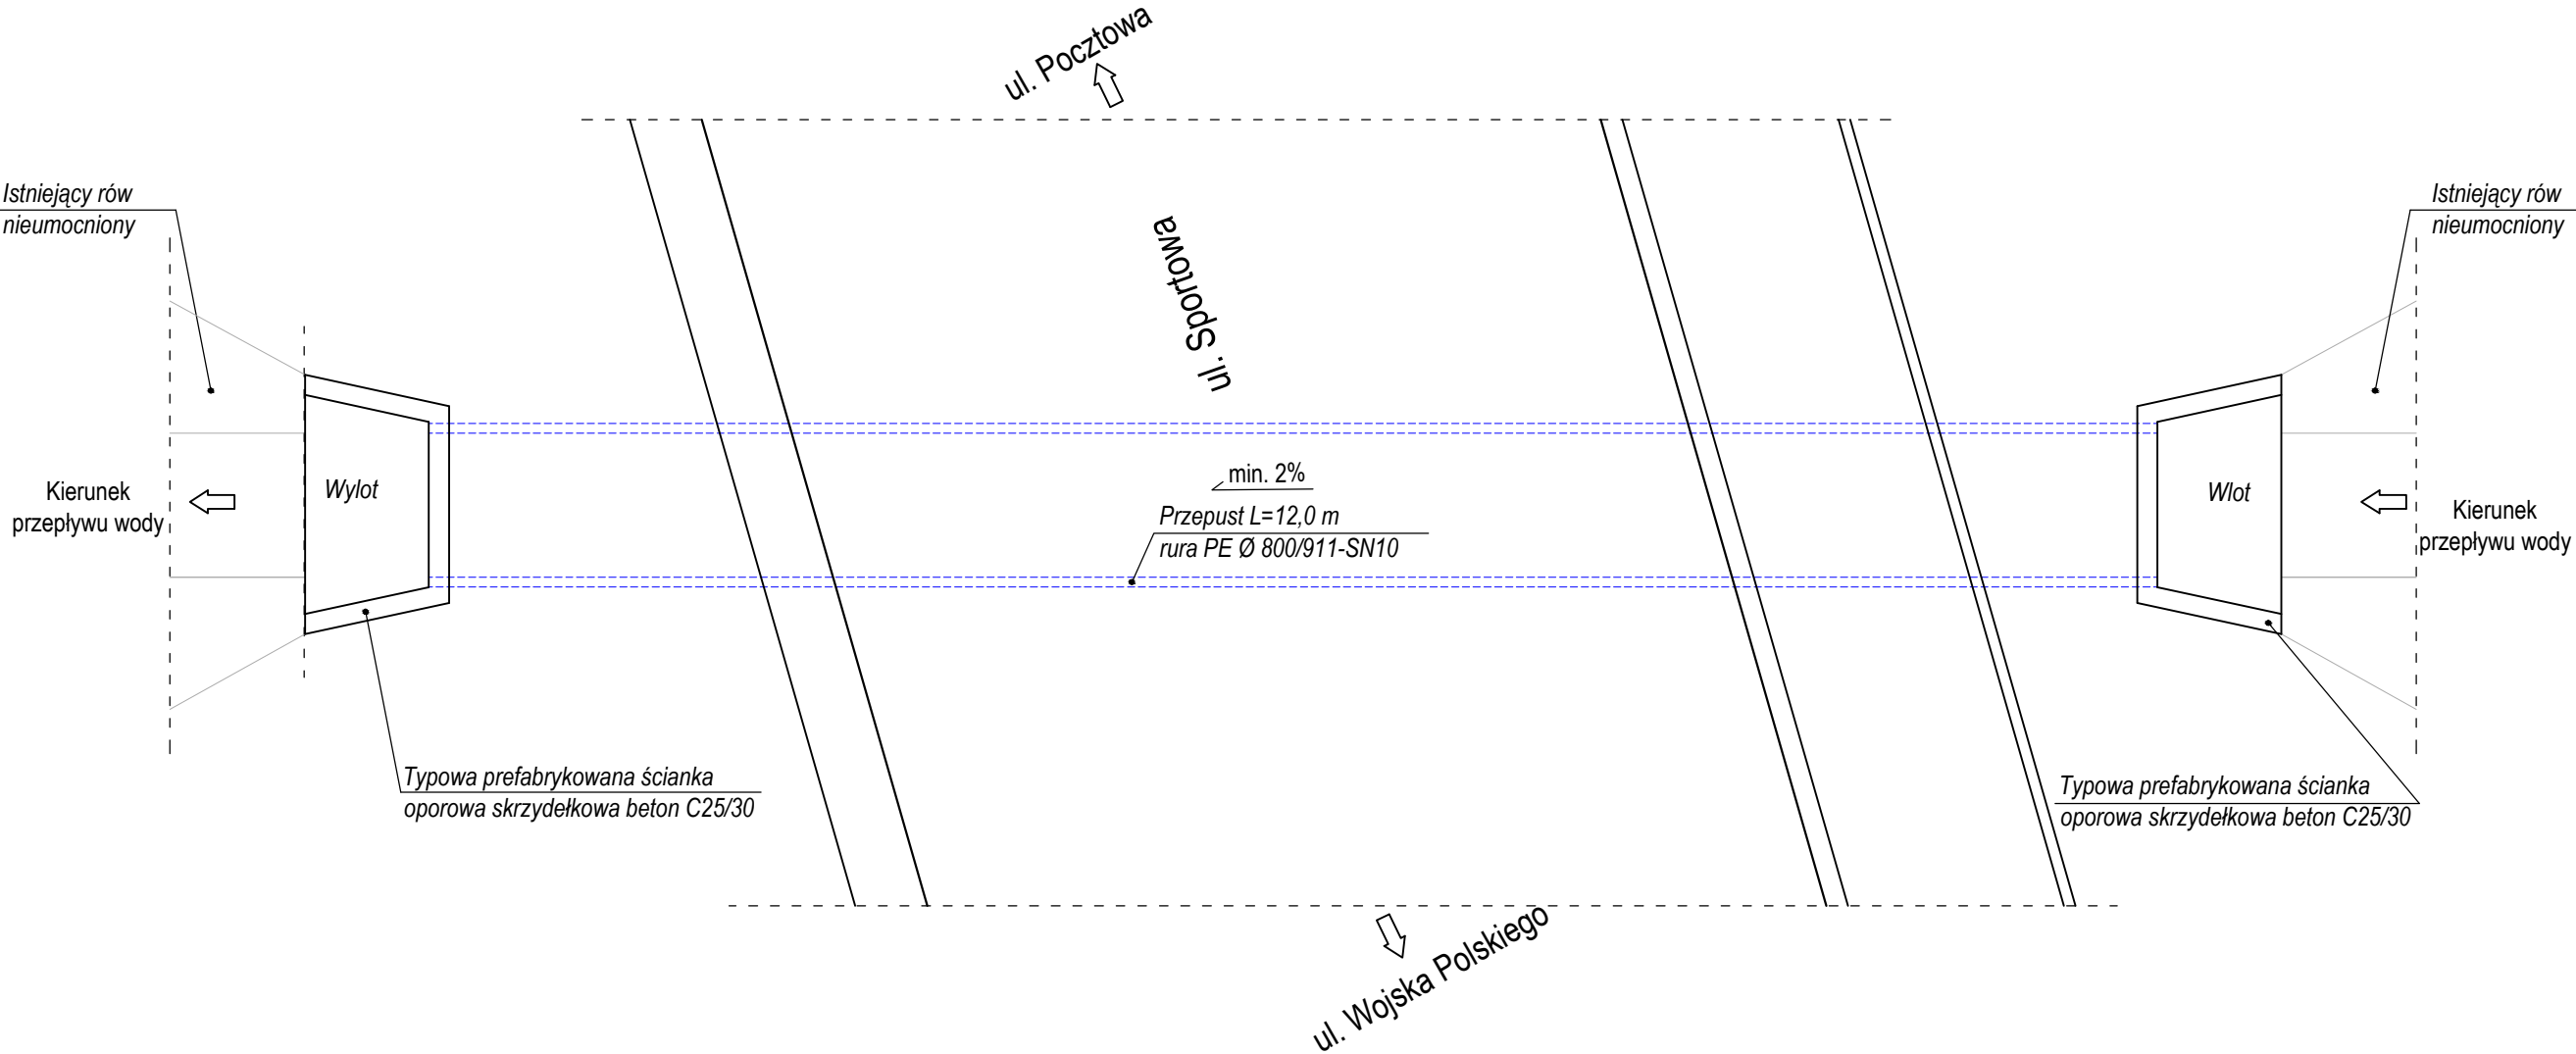 ul. Pocztowa
Istniejący rów
nieumocniony
Istniejący rów
nieumocniony
ul. Sportowa
Kierunek
przepływu wody
Wylot
min. 2%
Przepust L=12,0 m
rura PE Ø 800/911-SN10
Wlot
Kierunek
przepływu wody
Typowa prefabrykowana ścianka
oporowa skrzydełkowa beton C25/30
Typowa prefabrykowana ścianka
oporowa skrzydełkowa beton C25/30
ul. Wojska Polskiego